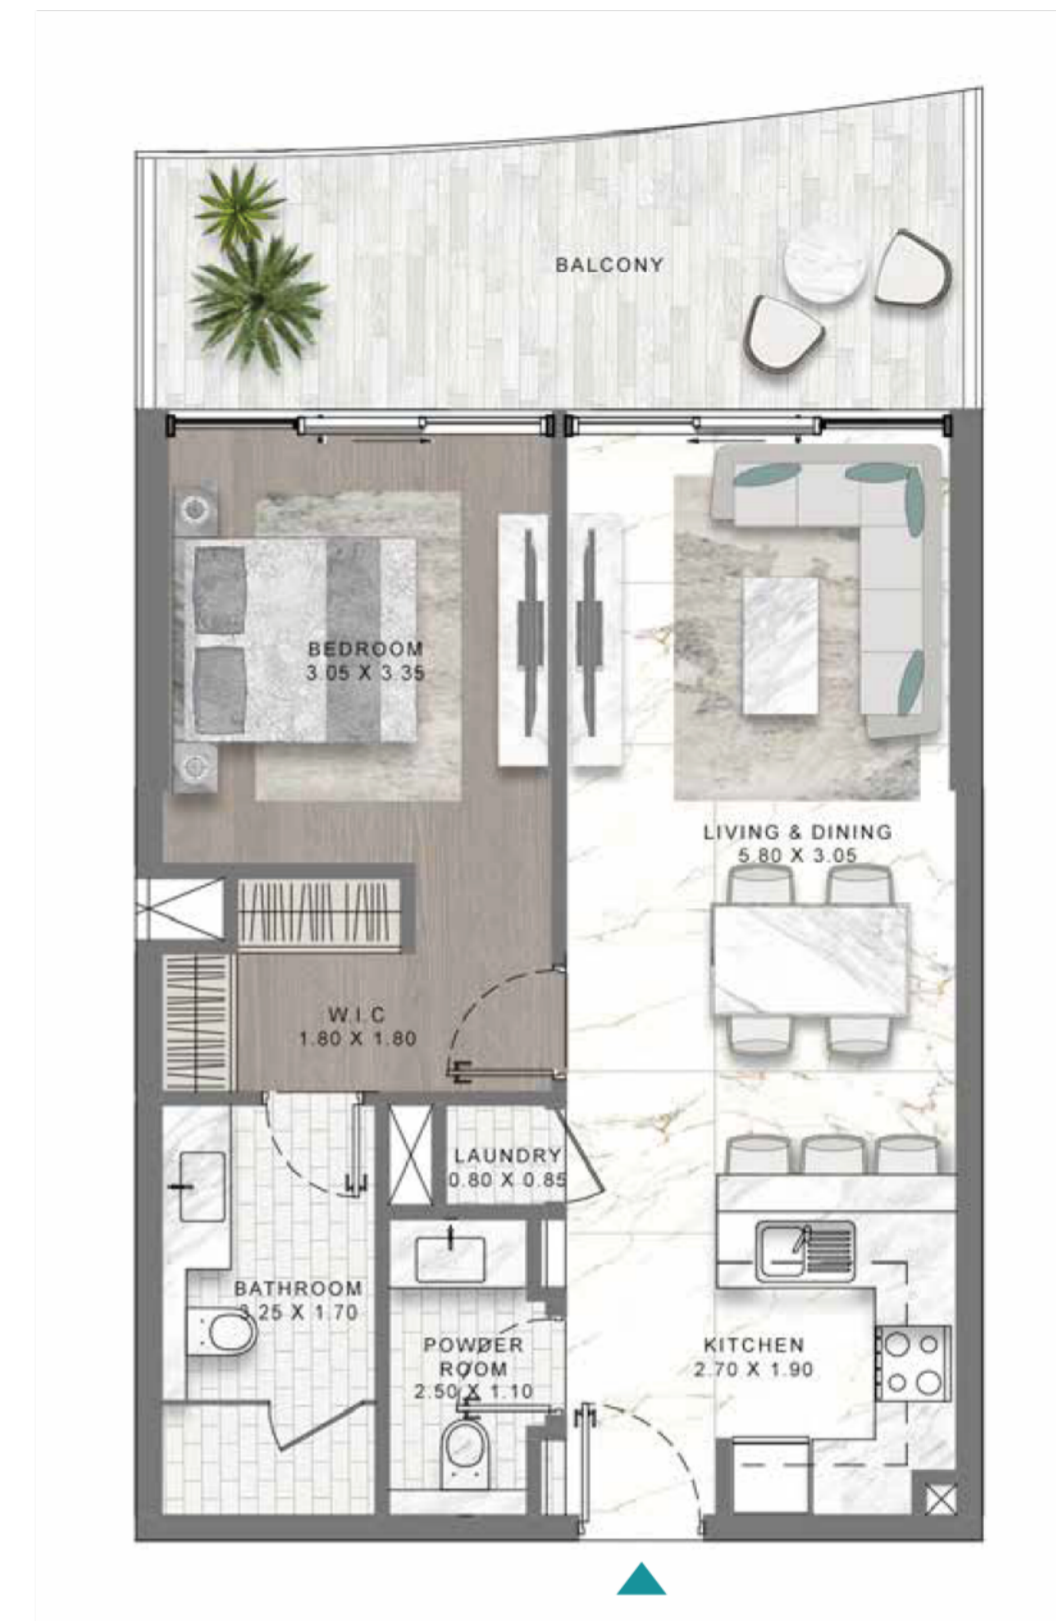 BALCONY
BEDROOM
3.05 X 3.35
LIVING & DINING
5.80 X 3.05
W.I.C
1.80 X 1.80
LAUNDRY
0.80 X 0.85
BATHROOM
3.25 X 1.70
POWDER
ROOM
2.50 X 1.10
KITCHEN
2.70 X 1.90